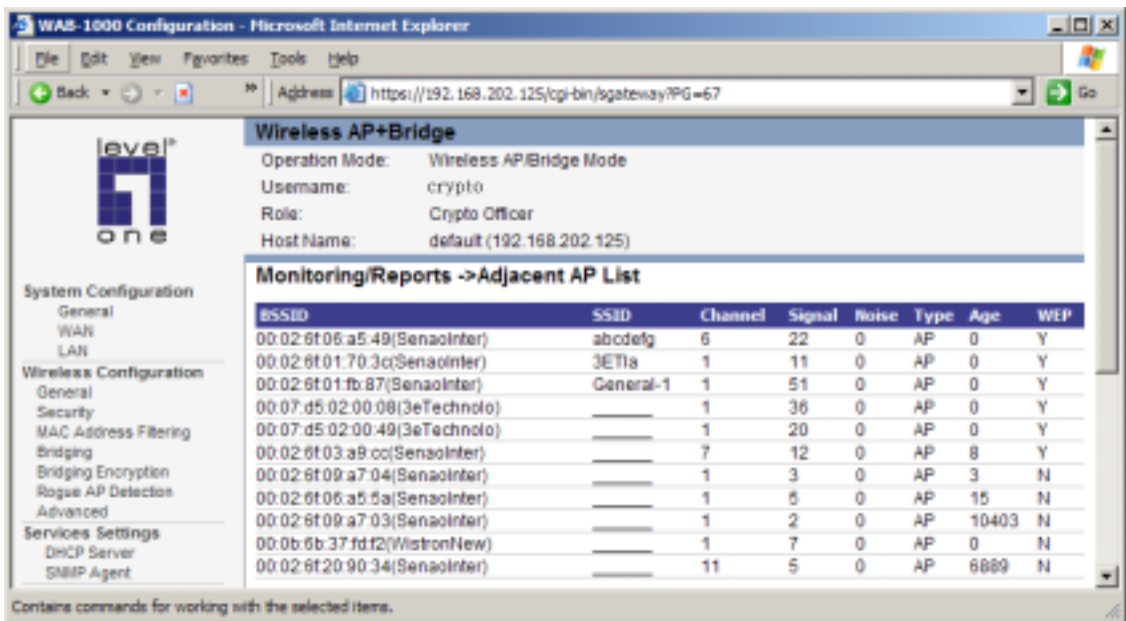 WAB-1000 Configuration - Microsoft Internet Explorer
File Edit View Favorites Tools Help
Back » Address https://192.168.202.125/cgi-bin/sgateway?PG=67 Go
level®
one
System Configuration
General
WAN
LAN
Wireless Configuration
General
Security
MAC Address Filtering
Bridging
Bridging Encryption
Rogue AP Detection
Advanced
Services Settings
DHCP Server
SNMP Agent
Wireless AP+Bridge
Operation Mode: Wireless AP/Bridge Mode
Username: crypto
Role: Crypto Officer
Host Name: default (192.168.202.125)
Monitoring/Reports ->Adjacent AP List
BSSID SSID Channel Signal Noise Type Age WEP
00:02:6f:06:a5:49(SenaoInter) abcdefg 6 22 0 AP 0 Y
00:02:6f:01:70:3c(SenaoInter) 3ETIa 1 11 0 AP 0 Y
00:02:6f:01:fb:87(SenaoInter) General-1 1 51 0 AP 0 Y
00:07:d5:02:00:08(3eTechnolo) 1 36 0 AP 0 Y
00:07:d5:02:00:49(3eTechnolo) 1 20 0 AP 0 Y
00:02:6f:03:a9:cc(SenaoInter) 7 12 0 AP 8 Y
00:02:6f:09:a7:04(SenaoInter) 1 3 0 AP 3 N
00:02:6f:06:a5:5a(SenaoInter) 1 5 0 AP 15 N
00:02:6f:09:a7:03(SenaoInter) 1 2 0 AP 10403 N
00:0b:6b:37:fd:f2(WistronNew) 1 7 0 AP 0 N
00:02:6f:20:90:34(SenaoInter) 11 5 0 AP 6889 N
Contains commands for working with the selected items.